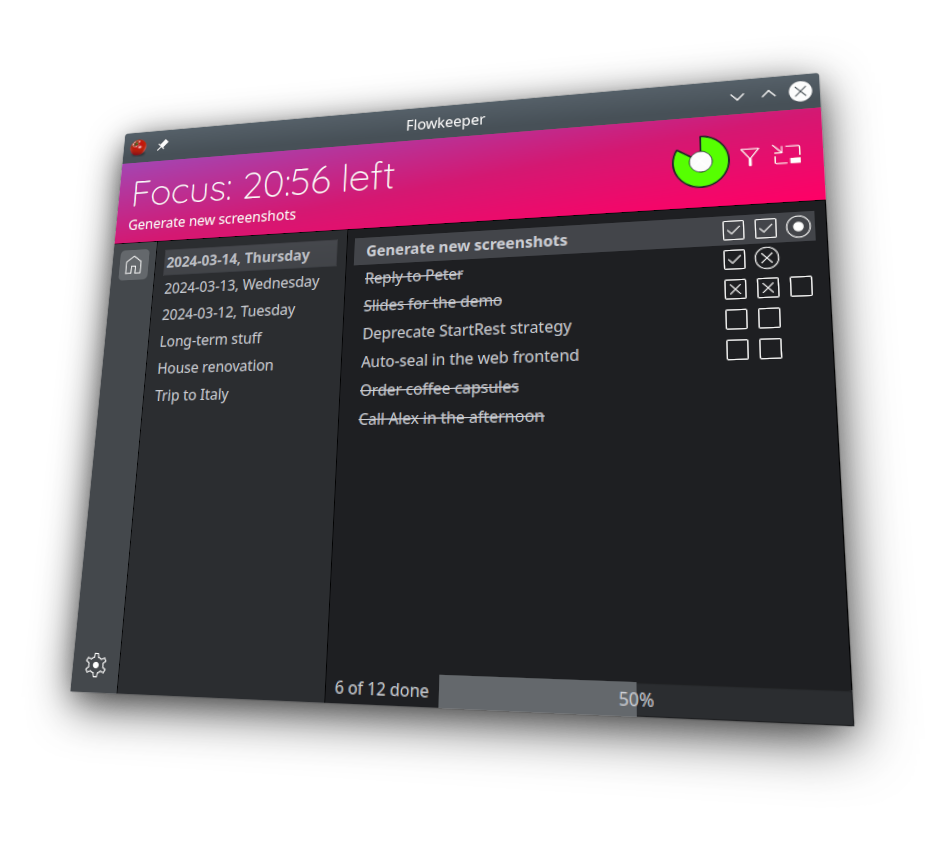 Flowkeeper
Focus: 20:56 left
Generate new screenshots
2024-03-14, Thursday
2024-03-13, Wednesday
2024-03-12, Tuesday
Long-term stuff
House renovation
Trip to Italy
Generate new screenshots
Reply to Peter
Slides for the demo
Deprecate StartRest strategy
Auto-seal in the web frontend
Order coffee capsules
Call Alex in the afternoon
6 of 12 done
50%